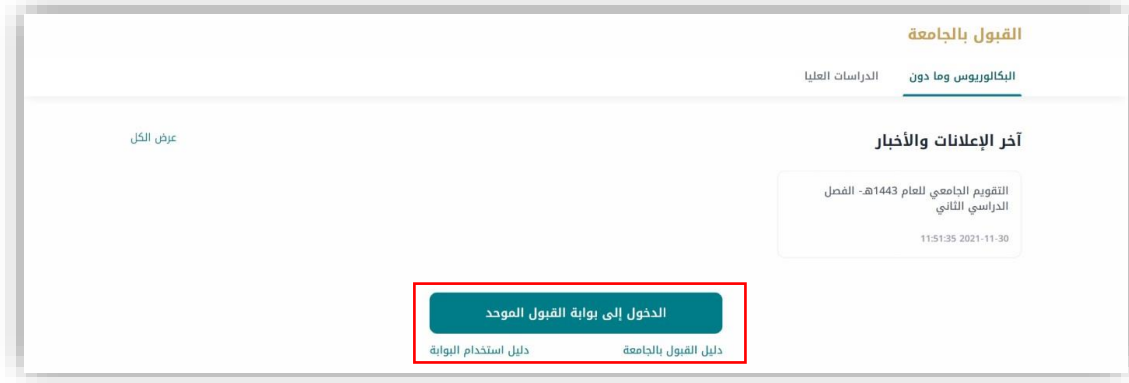 القبول بالجامعة
البكالوريوس وما دون
الدراسات العليا
آخر الإعلانات والأخبار
عرض الكل
التقويم الجامعي للعام 1443هـ- الفصل
الدراسي الثاني
11:51:35 2021-11-30
الدخول إلى بوابة القبول الموحد
دليل القبول بالجامعة
دليل استخدام البوابة